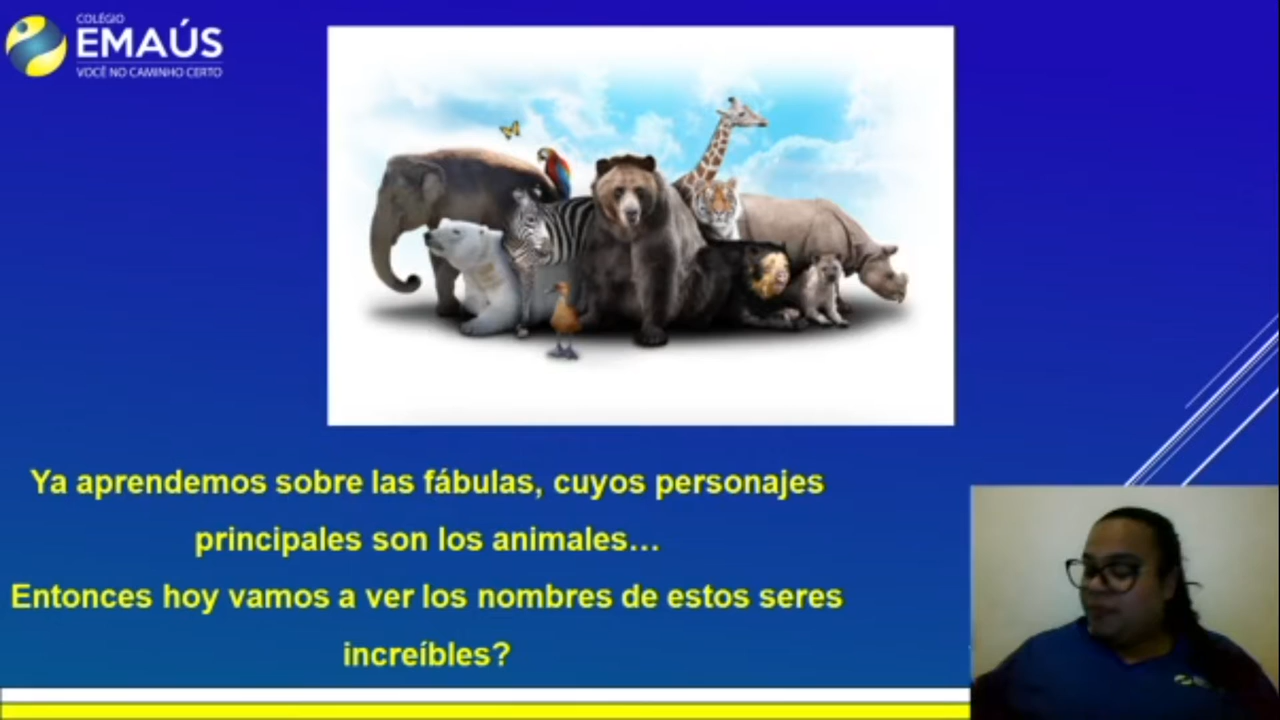 COLÉGIO
EMAÚS
VOCÊ NO CAMINHO CERTO
Ya aprendemos sobre las fábulas, cuyos personajes
principales son los animales…
Entonces hoy vamos a ver los nombres de estos seres
increíbles?